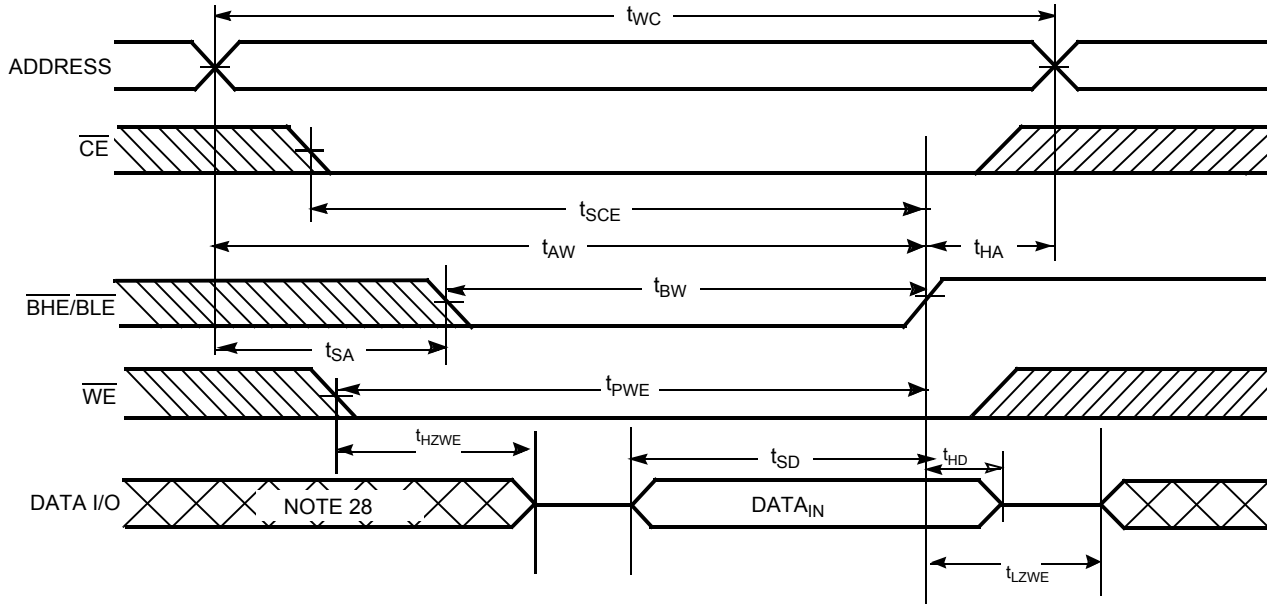 tWC
ADDRESS
CE
tSCE
tAW
tHA
BHE/BLE
tBW
tSA
WE
tPWE
tHZWE
tSD
tHD
DATA I/O
NOTE 28
DATAIN
tLZWE